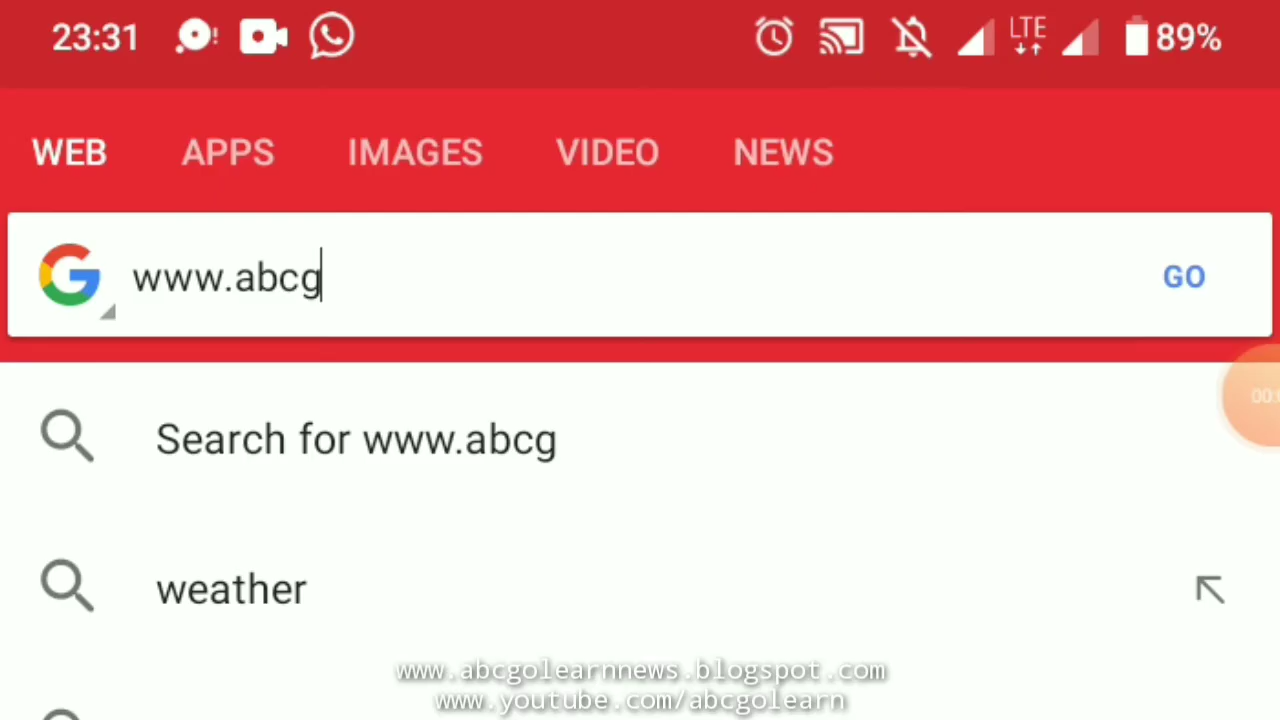 23:31 LTE 89%
WEB APPS IMAGES VIDEO NEWS
www.abcg GO
Search for www.abcg
weather
www.abcgolearnnews.blogspot.com
www.youtube.com/abcgolearn